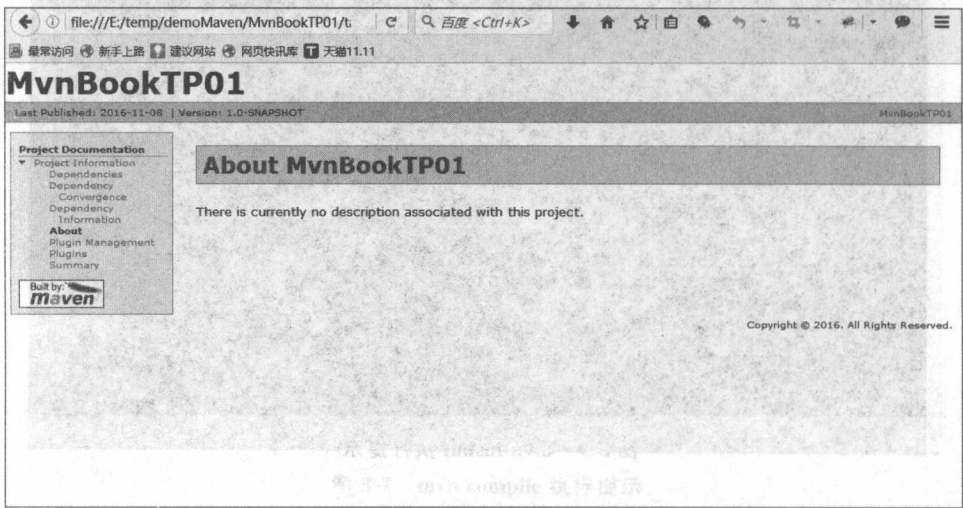 file:///E:/temp/demoMaven/MvnBookTP01/t
百度 <Ctrl+K>
最常访问 新手上路 建议网站 网页快讯库 天猫11.11
MvnBookTP01
Last Published: 2016-11-08 | Version: 1.0-SNAPSHOT
MvnBookTP01
Project Documentation
Project Information
Dependencies
Dependency
Convergence
Dependency
Information
About
Plugin Management
Plugins
Summary
Built by:
maven
About MvnBookTP01
There is currently no description associated with this project.
Copyright © 2016. All Rights Reserved.